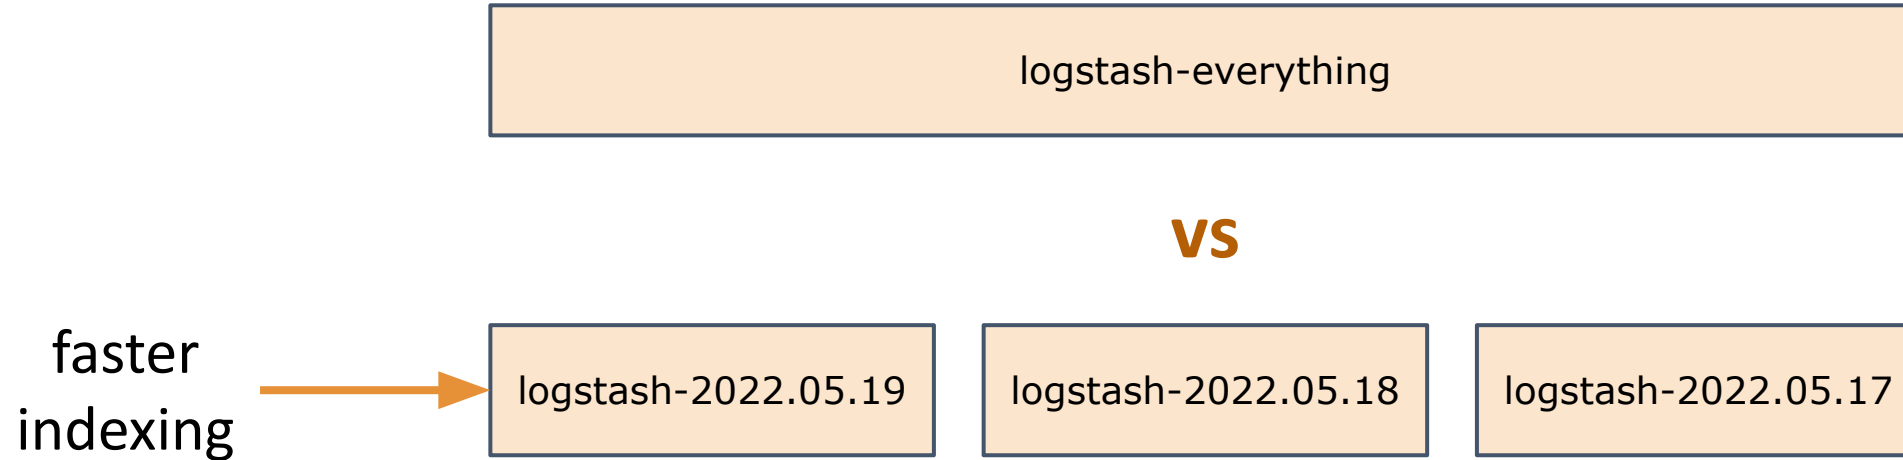 logstash-everything
vs
faster
indexing
logstash-2022.05.19
logstash-2022.05.18
logstash-2022.05.17